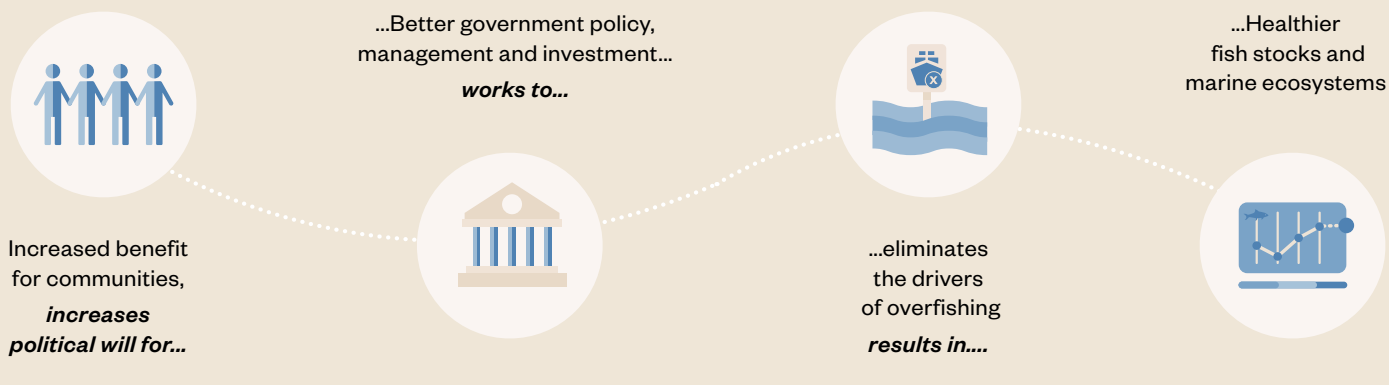 Increased benefit
for communities,
increases
political will for...
...Better government policy,
management and investment...
works to...
x
...eliminates
the drivers
of overfishing
results in....
...Healthier
fish stocks and
marine ecosystems